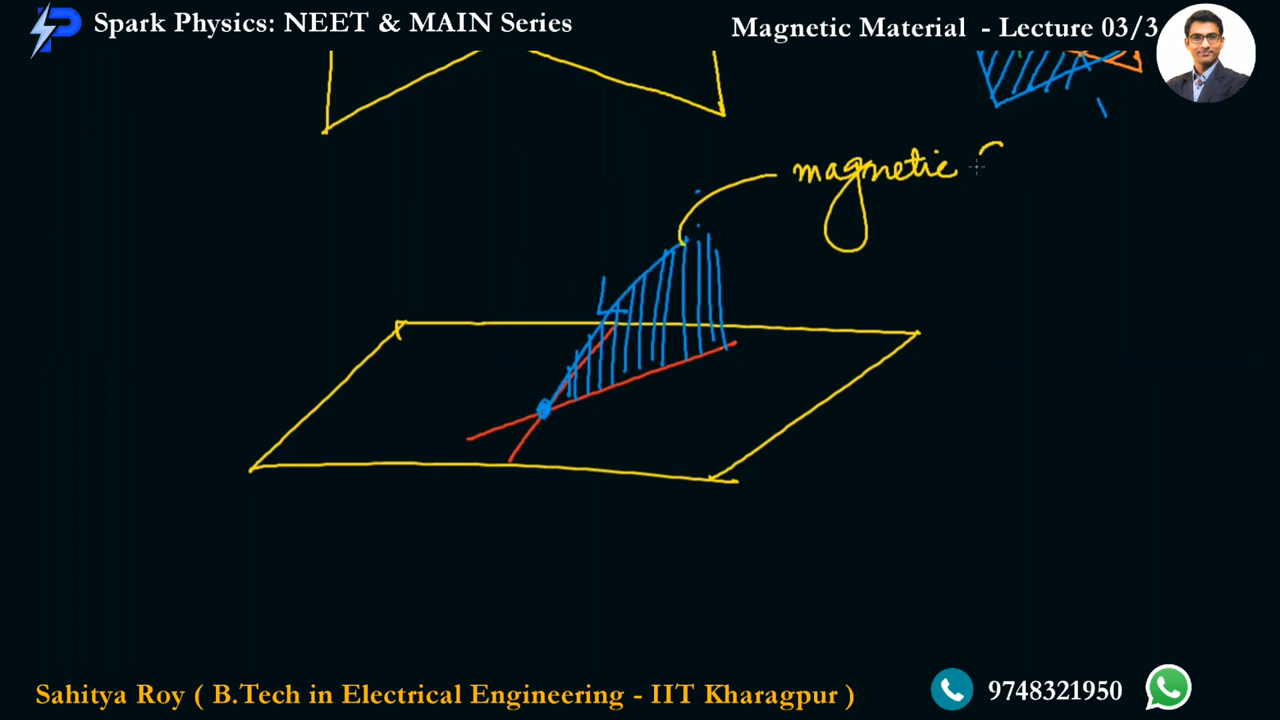 Spark Physics: NEET & MAIN Series
Magnetic Material - Lecture 03/3
magnetic
Sahitya Roy ( B.Tech in Electrical Engineering - IIT Kharagpur )
9748321950